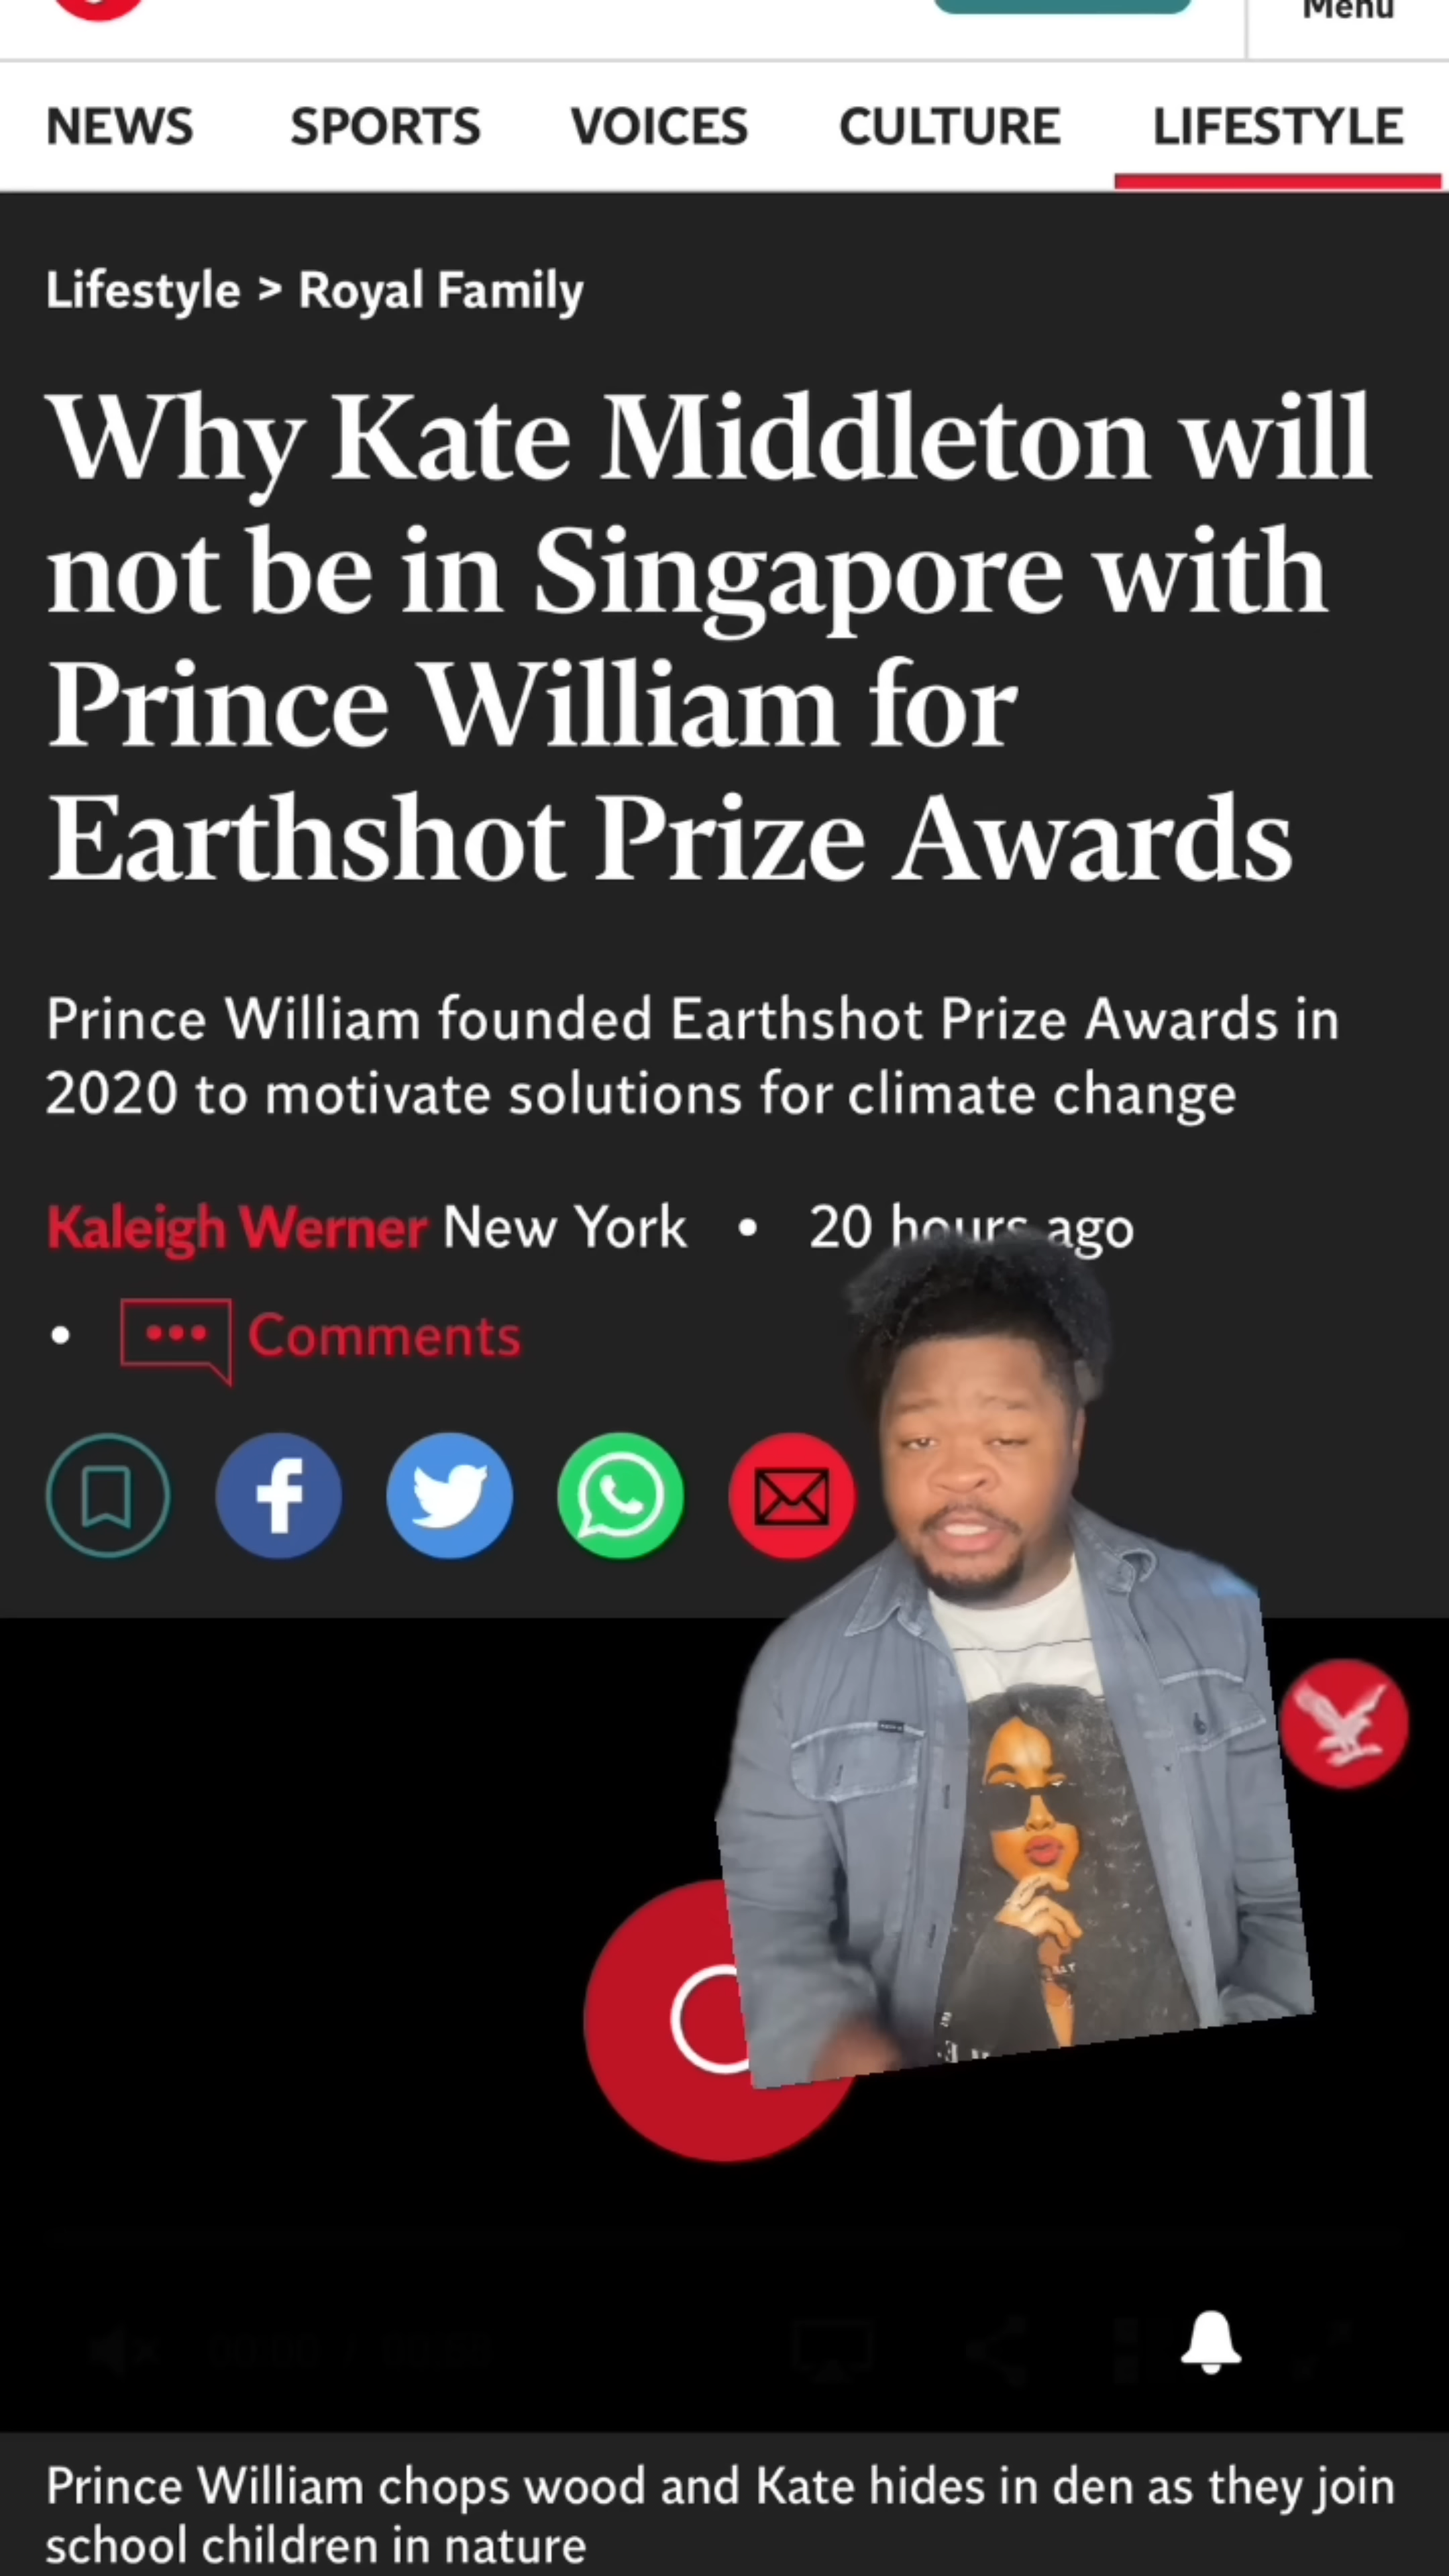 Menu
NEWS SPORTS VOICES CULTURE LIFESTYLE
Lifestyle > Royal Family
Why Kate Middleton will
not be in Singapore with
Prince William for
Earthshot Prize Awards
Prince William founded Earthshot Prize Awards in
2020 to motivate solutions for climate change
Kaleigh Werner New York • 20 hours ago
• Comments
Prince William chops wood and Kate hides in den as they join
school children in nature